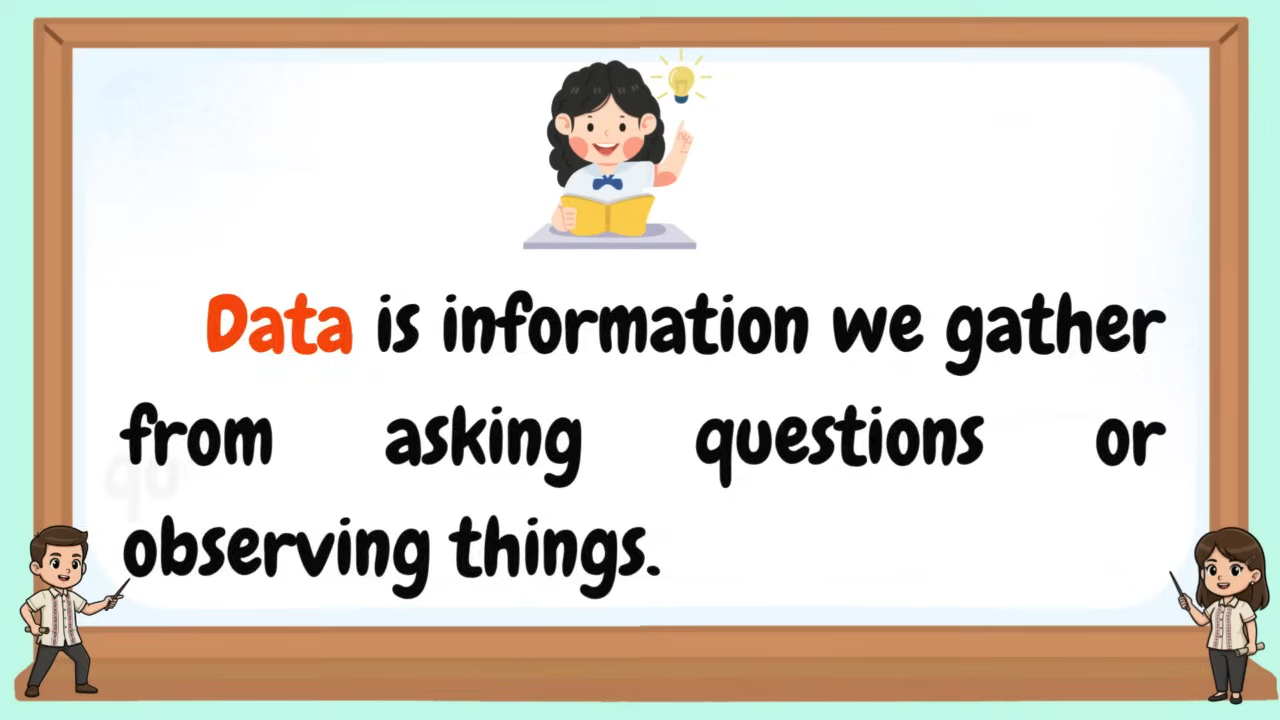 Data is information we gather
from asking questions or
observing things.